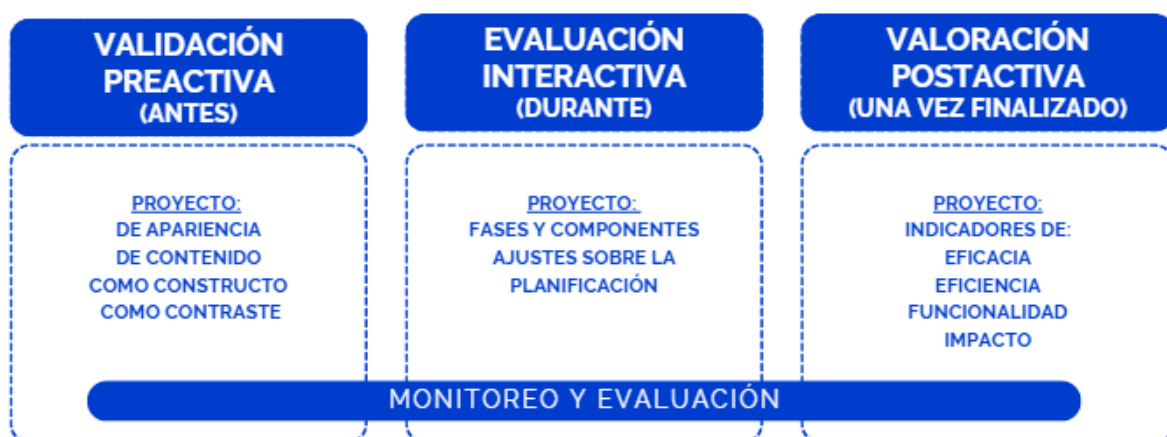 VALIDACIÓN
PREACTIVA
(ANTES)
PROYECTO:
DE APARIENCIA
DE CONTENIDO
COMO CONSTRUCTO
COMO CONTRASTE
EVALUACIÓN
INTERACTIVA
(DURANTE)
PROYECTO:
FASES Y COMPONENTES
AJUSTES SOBRE LA
PLANIFICACIÓN
VALORACIÓN
POSTACTIVA
(UNA VEZ FINALIZADO)
PROYECTO:
INDICADORES DE:
EFICACIA
EFICIENCIA
FUNCIONALIDAD
IMPACTO
MONITOREO Y EVALUACIÓN